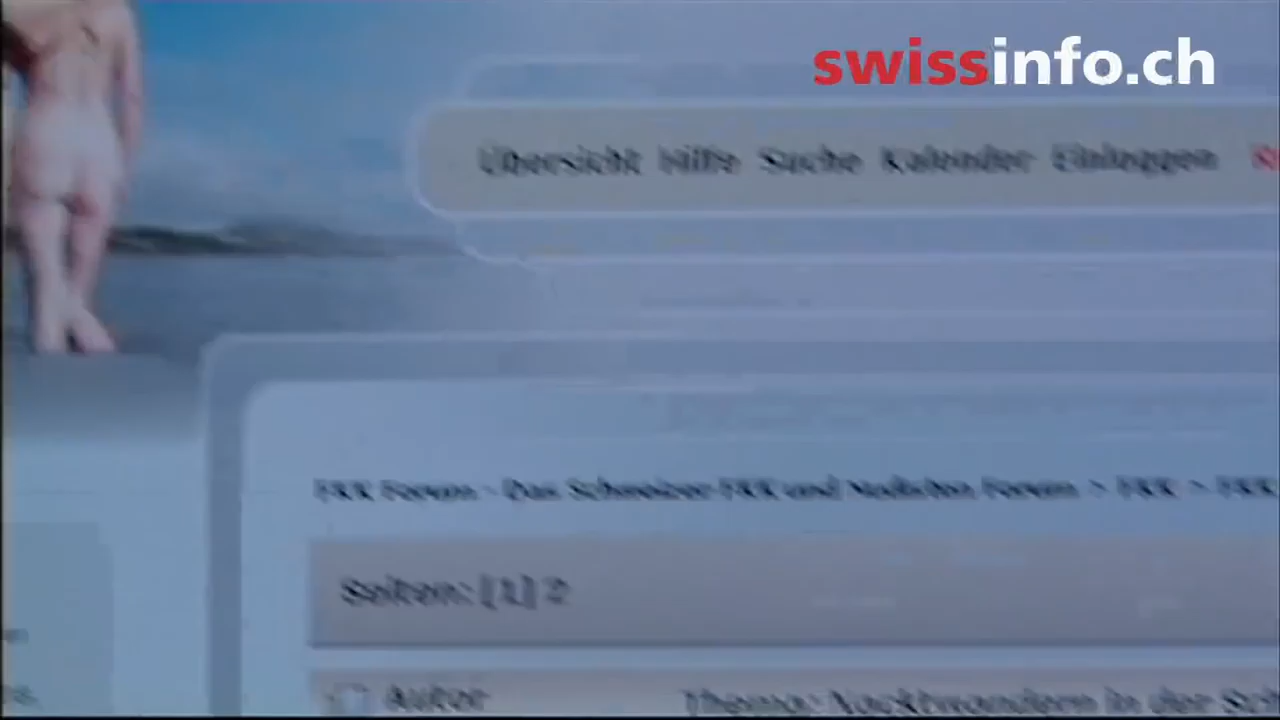 swissinfo.ch
Übersicht Hilfe Suche Kalender Einloggen
FKK Forum - Das Schweizer FKK und Nudisten Forum > FKK > FKK
Seiten: [1] 2
Autor Thema: Nacktwandern in der Sch